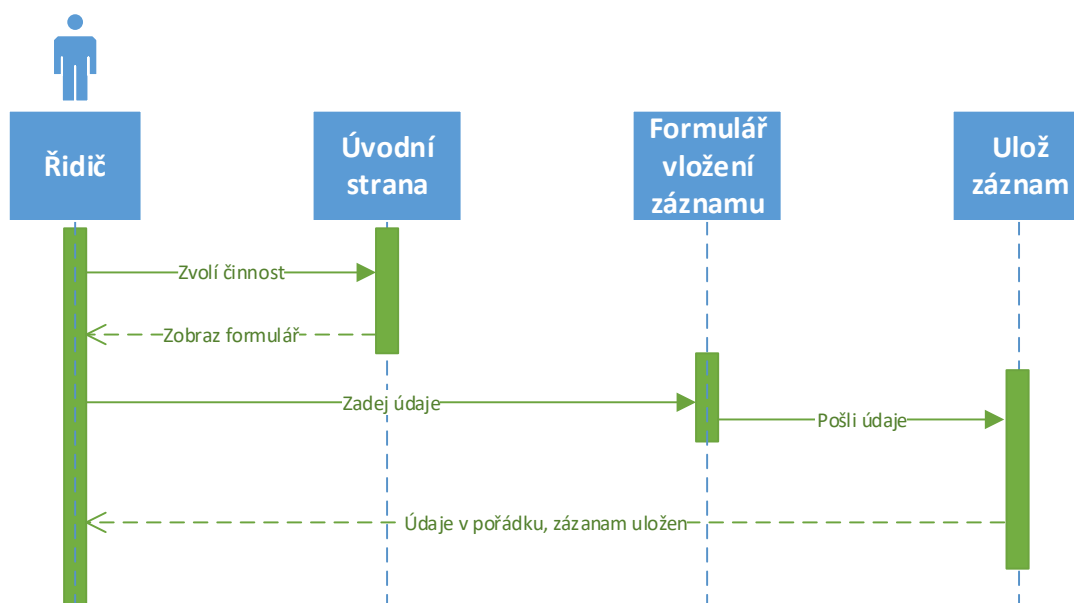 Řidič
Úvodní
strana
Formulář
vložení
záznamu
Ulož
záznam
Zvolí činnost
Zobraz formulář
Zadej údaje
Pošli údaje
Údaje v pořádku, zázanam uložen